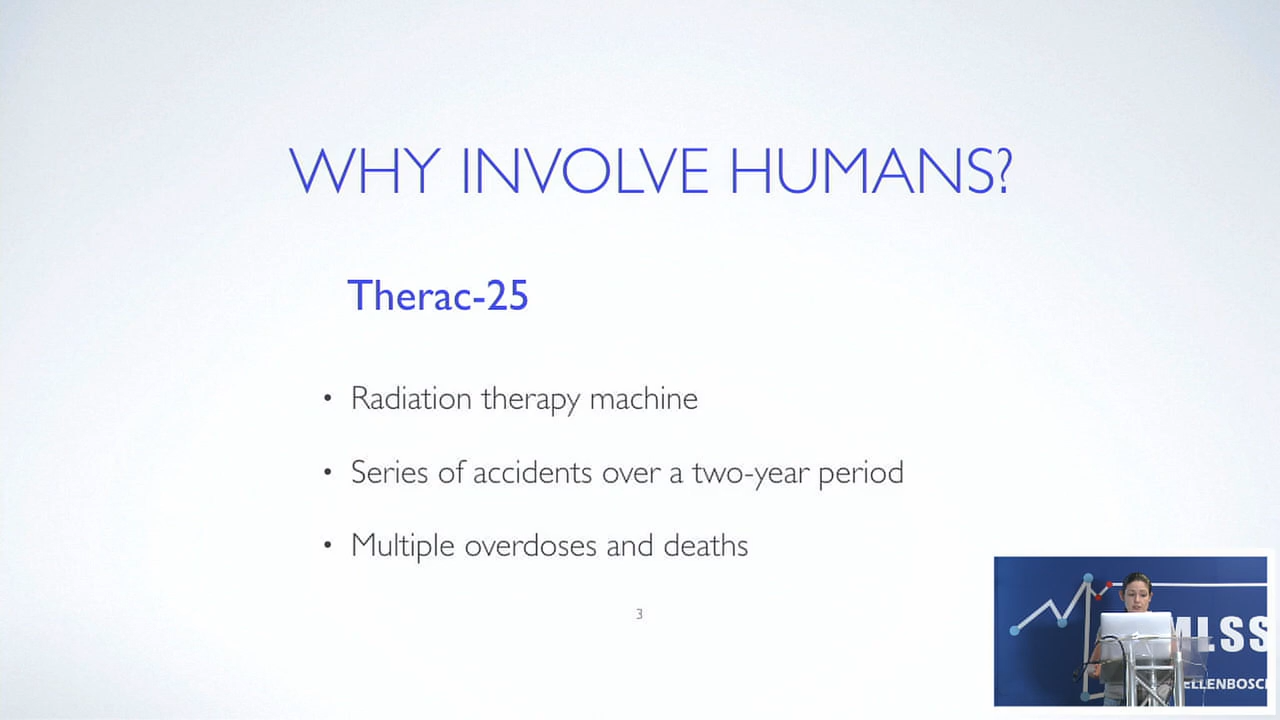 WHY INVOLVE HUMANS?
Therac-25
• Radiation therapy machine
• Series of accidents over a two-year period
• Multiple overdoses and deaths
3
MLSS